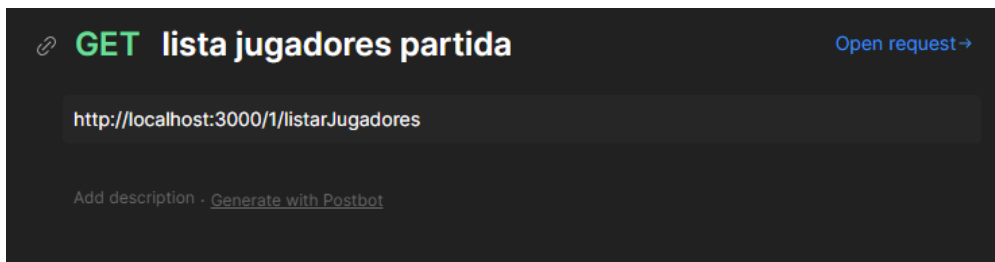 GET lista jugadores partida Open request→
http://localhost:3000/1/listarJugadores
Add description · Generate with Postbot